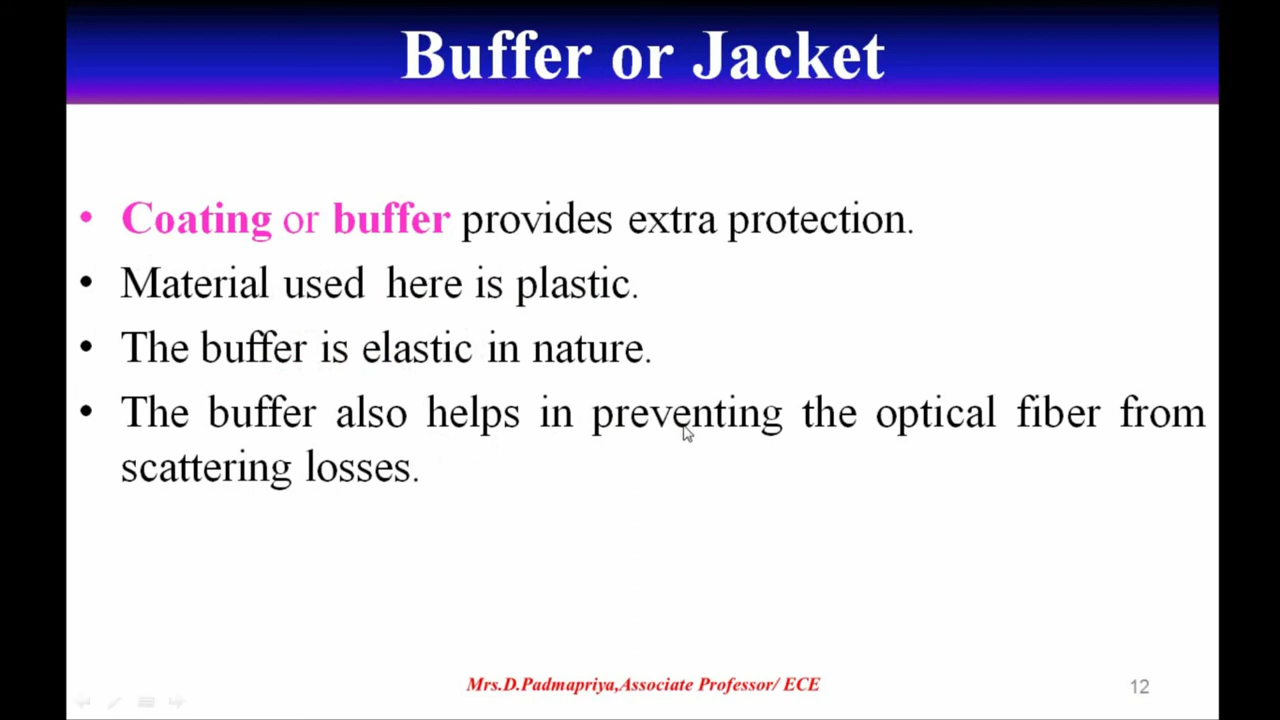 Buffer or Jacket
• Coating or buffer provides extra protection.
• Material used here is plastic.
• The buffer is elastic in nature.
• The buffer also helps in preventing the optical fiber from
scattering losses.
Mrs.D.Padmapriya,Associate Professor/ ECE
12